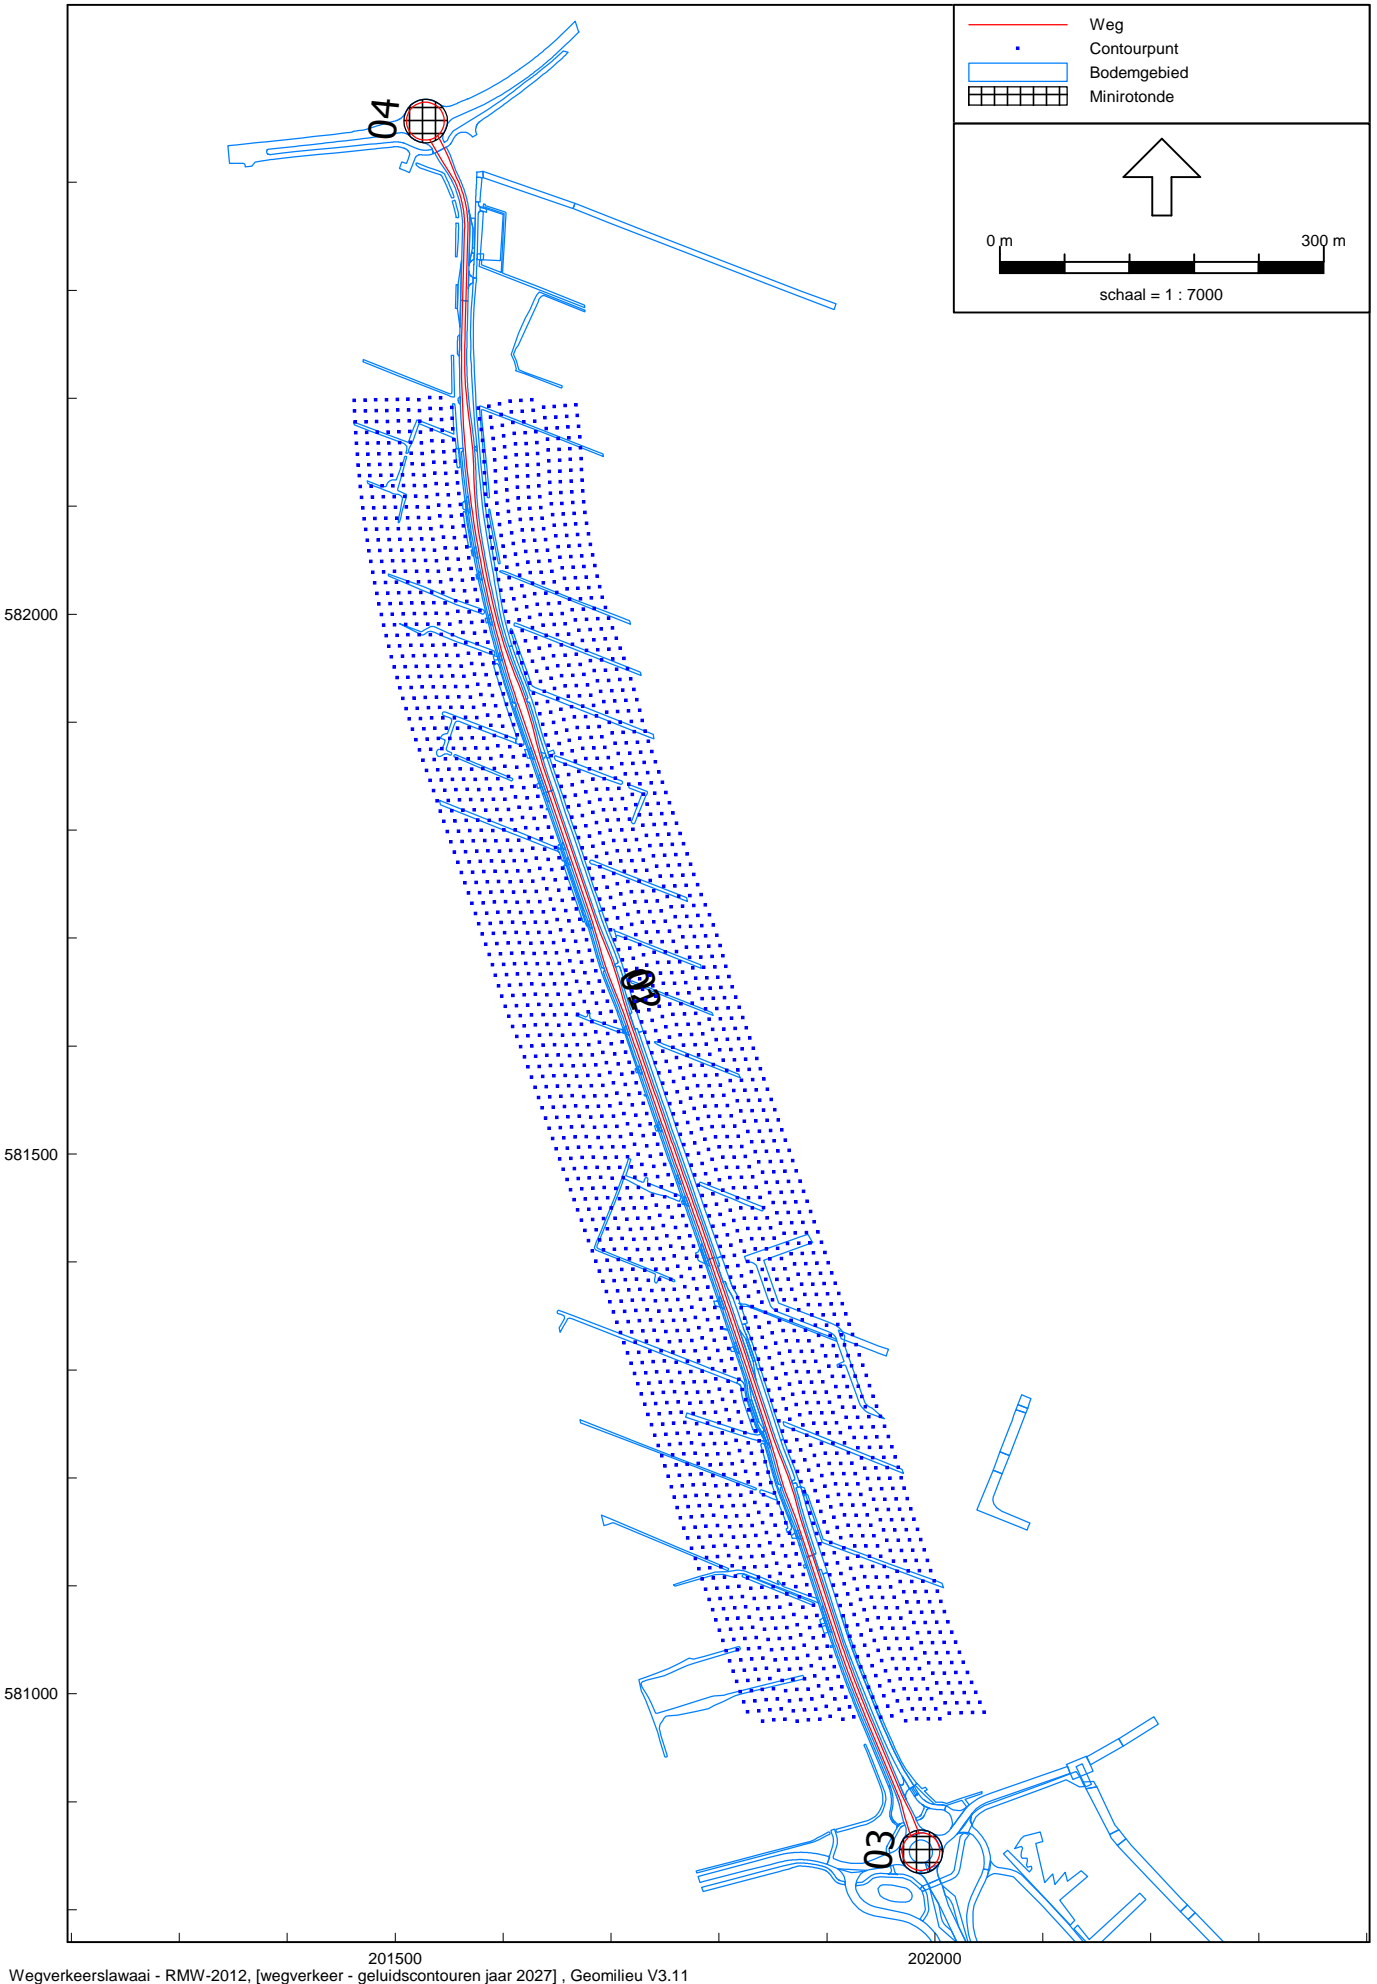 Weg
Contourpunt
Bodemgebied
Minirotonde
0 m 300 m
schaal = 1 : 7000
04
582000
581500
581000
03
201500 202000
Wegverkeerslawaai - RMW-2012, [wegverkeer - geluidscontouren jaar 2027] , Geomilieu V3.11